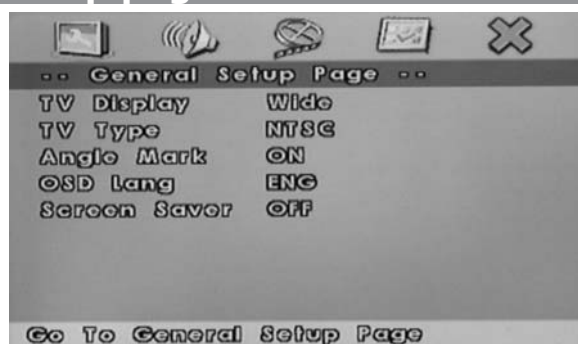 -- General Setup Page --
TV Display Wide
TV Type NTSC
Angle Mark ON
OSD Lang ENG
Screen Saver OFF
Go To General Setup Page